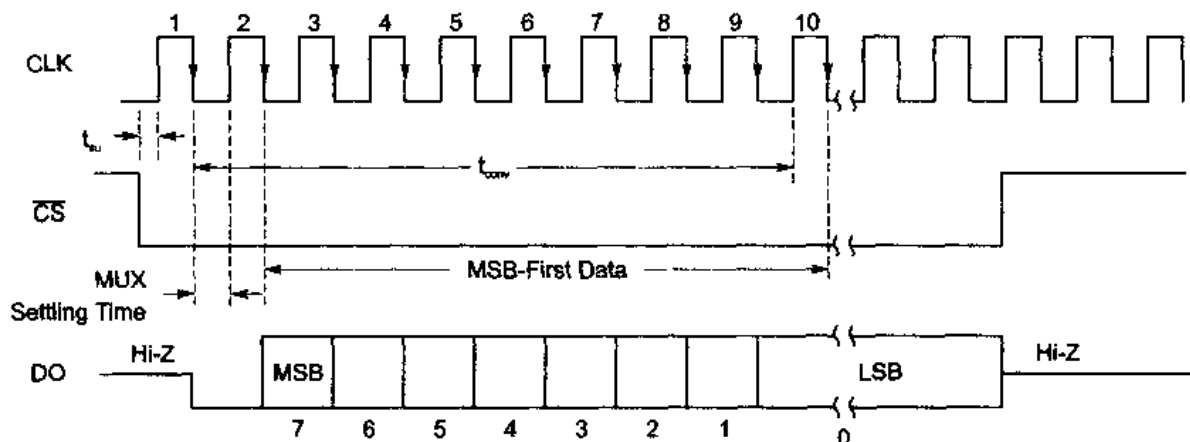 1 2 3 4 5 6 7 8 9 10
CLK
tsu
tconv
CS
MSB-First Data
MUX
Settling Time
Hi-Z
Hi-Z
DO
MSB
LSB
7 6 5 4 3 2 1 0